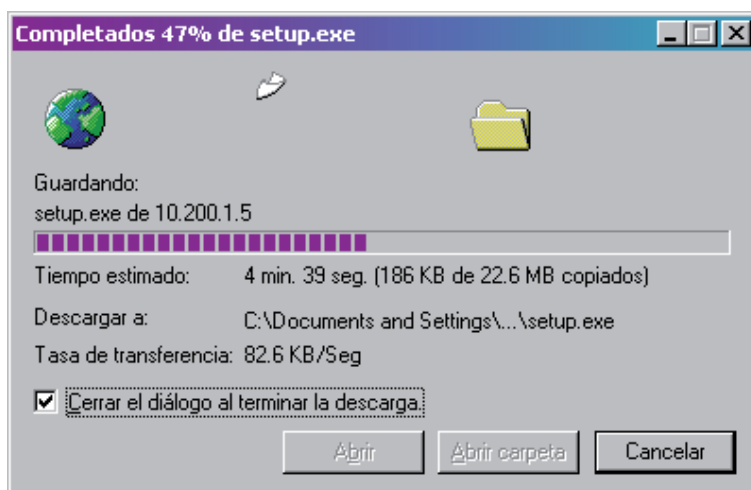 Completados 47% de setup.exe
Guardando:
setup.exe de 10.200.1.5
Tiempo estimado: 4 min. 39 seg. (186 KB de 22.6 MB copiados)
Descargar a: C:\Documents and Settings\...\setup.exe
Tasa de transferencia: 82.6 KB/Seg
Cerrar el diálogo al terminar la descarga.
Abrir Abrir carpeta Cancelar